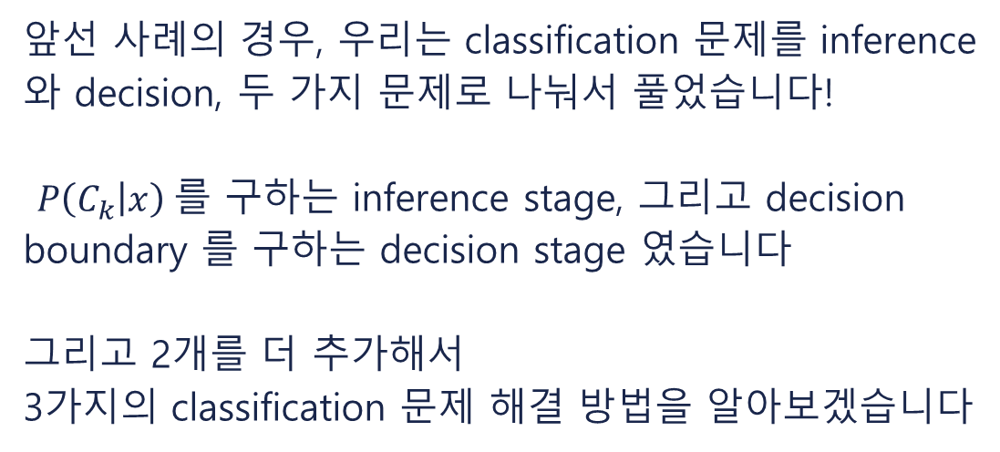 앞선 사례의 경우, 우리는 classification 문제를 inference
와 decision, 두 가지 문제로 나눠서 풀었습니다!
P(C_k|x) 를 구하는 inference stage, 그리고 decision
boundary 를 구하는 decision stage 였습니다
그리고 2개를 더 추가해서
3가지의 classification 문제 해결 방법을 알아보겠습니다